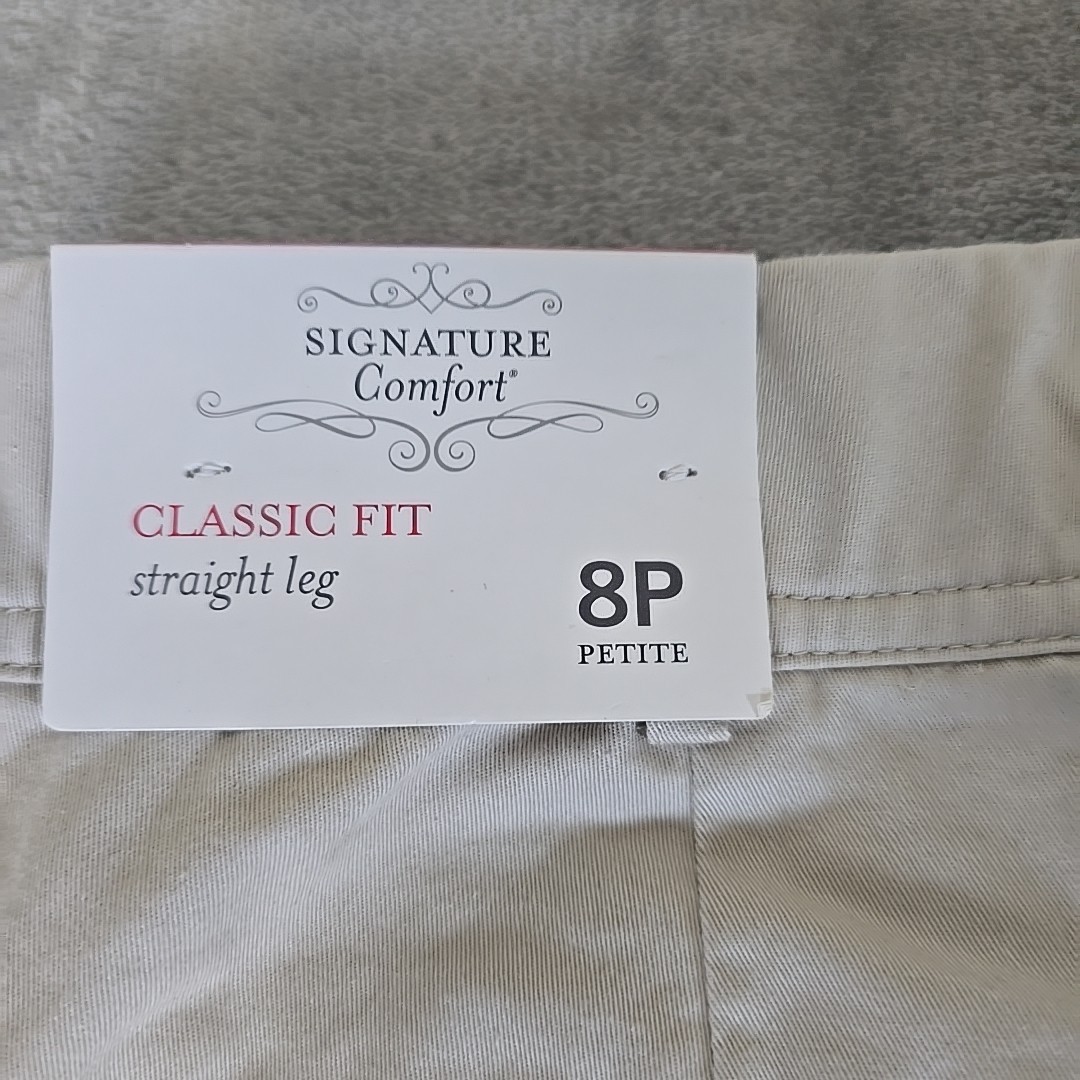 SIGNATURE
Comfort®
CLASSIC FIT
straight leg
8P
PETITE